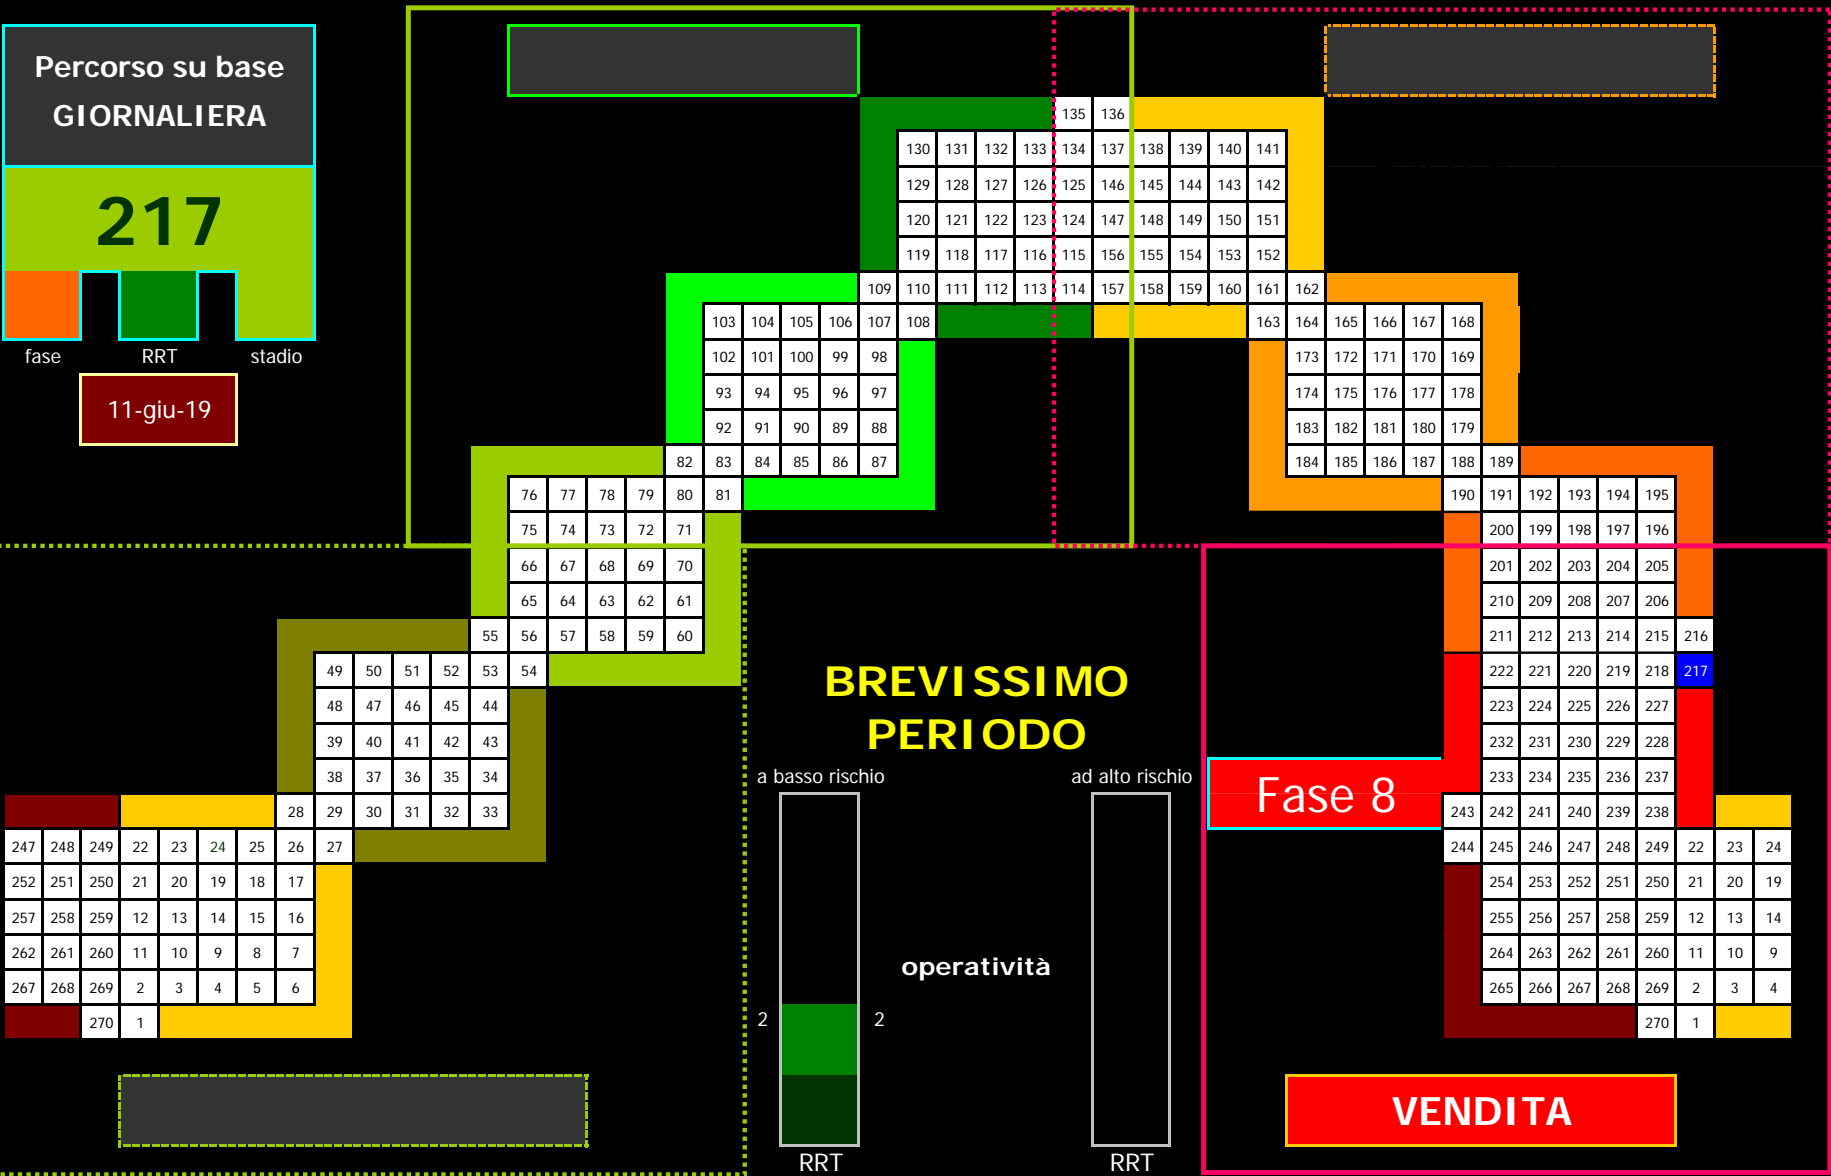 Percorso su base
GIORNALIERA
217
fase RRT stadio
11-giu-19
135 136
130 131 132 133 134 137 138 139 140 141
129 128 127 126 125 146 145 144 143 142
120 121 122 123 124 147 148 149 150 151
119 118 117 116 115 156 155 154 153 152
109 110 111 112 113 114 157 158 159 160 161 162
103 104 105 106 107 108 163 164 165 166 167 168
102 101 100 99 98 173 172 171 170 169
93 94 95 96 97 174 175 176 177 178
92 91 90 89 88 183 182 181 180 179
82 83 84 85 86 87 184 185 186 187 188 189
76 77 78 79 80 81 190 191 192 193 194 195
75 74 73 72 71 200 199 198 197 196
66 67 68 69 70 201 202 203 204 205
65 64 63 62 61 210 209 208 207 206
55 56 57 58 59 60 211 212 213 214 215 216
49 50 51 52 53 54 222 221 220 219 218 217
48 47 46 45 44 223 224 225 226 227
39 40 41 42 43 232 231 230 229 228
38 37 36 35 34 233 234 235 236 237
28 29 30 31 32 33 243 242 241 240 239 238
247 248 249 22 23 24 25 26 27 244 245 246 247 248 249 22 23 24
252 251 250 21 20 19 18 17 254 253 252 251 250 21 20 19
257 258 259 12 13 14 15 16 255 256 257 258 259 12 13 14
262 261 260 11 10 9 8 7 264 263 262 261 260 11 10 9
267 268 269 2 3 4 5 6 265 266 267 268 269 2 3 4
270 1 270 1
BREVISSIMO
PERIODO
a basso rischio ad alto rischio
Fase 8
operatività
2 2
RRT RRT
VENDITA